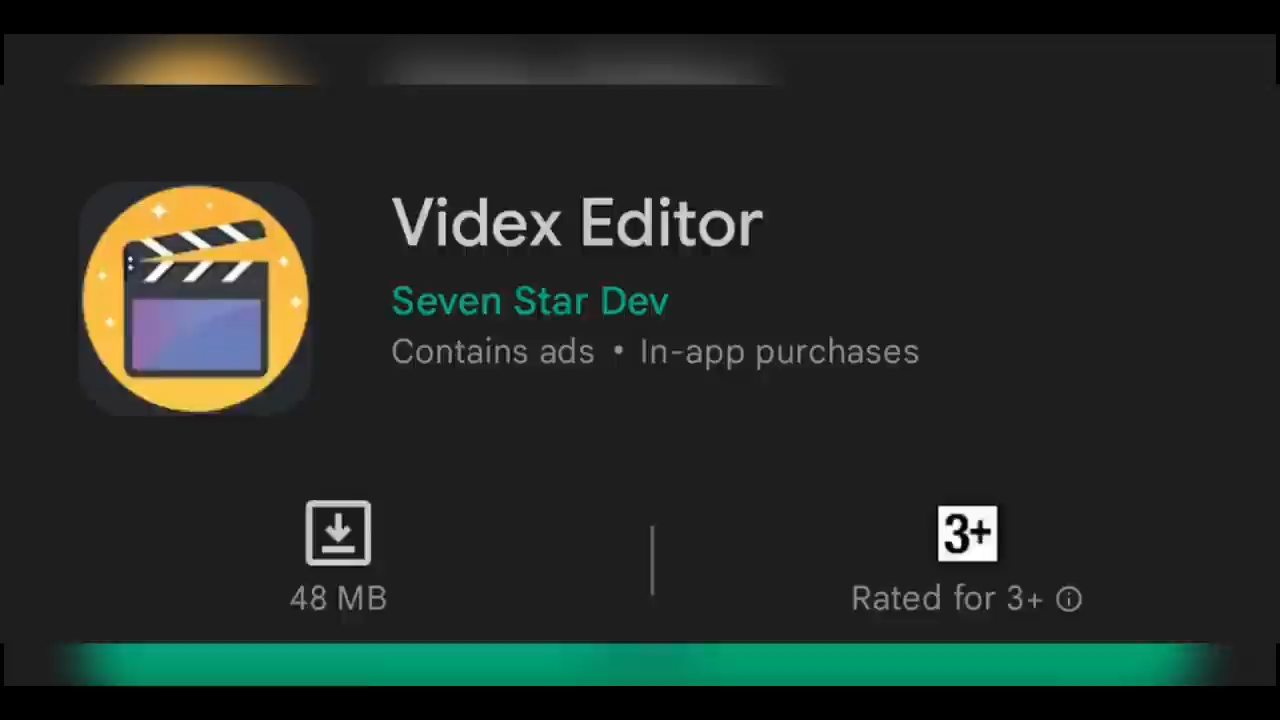 Videx Editor
Seven Star Dev
Contains ads • In-app purchases
3+
48 MB
Rated for 3+